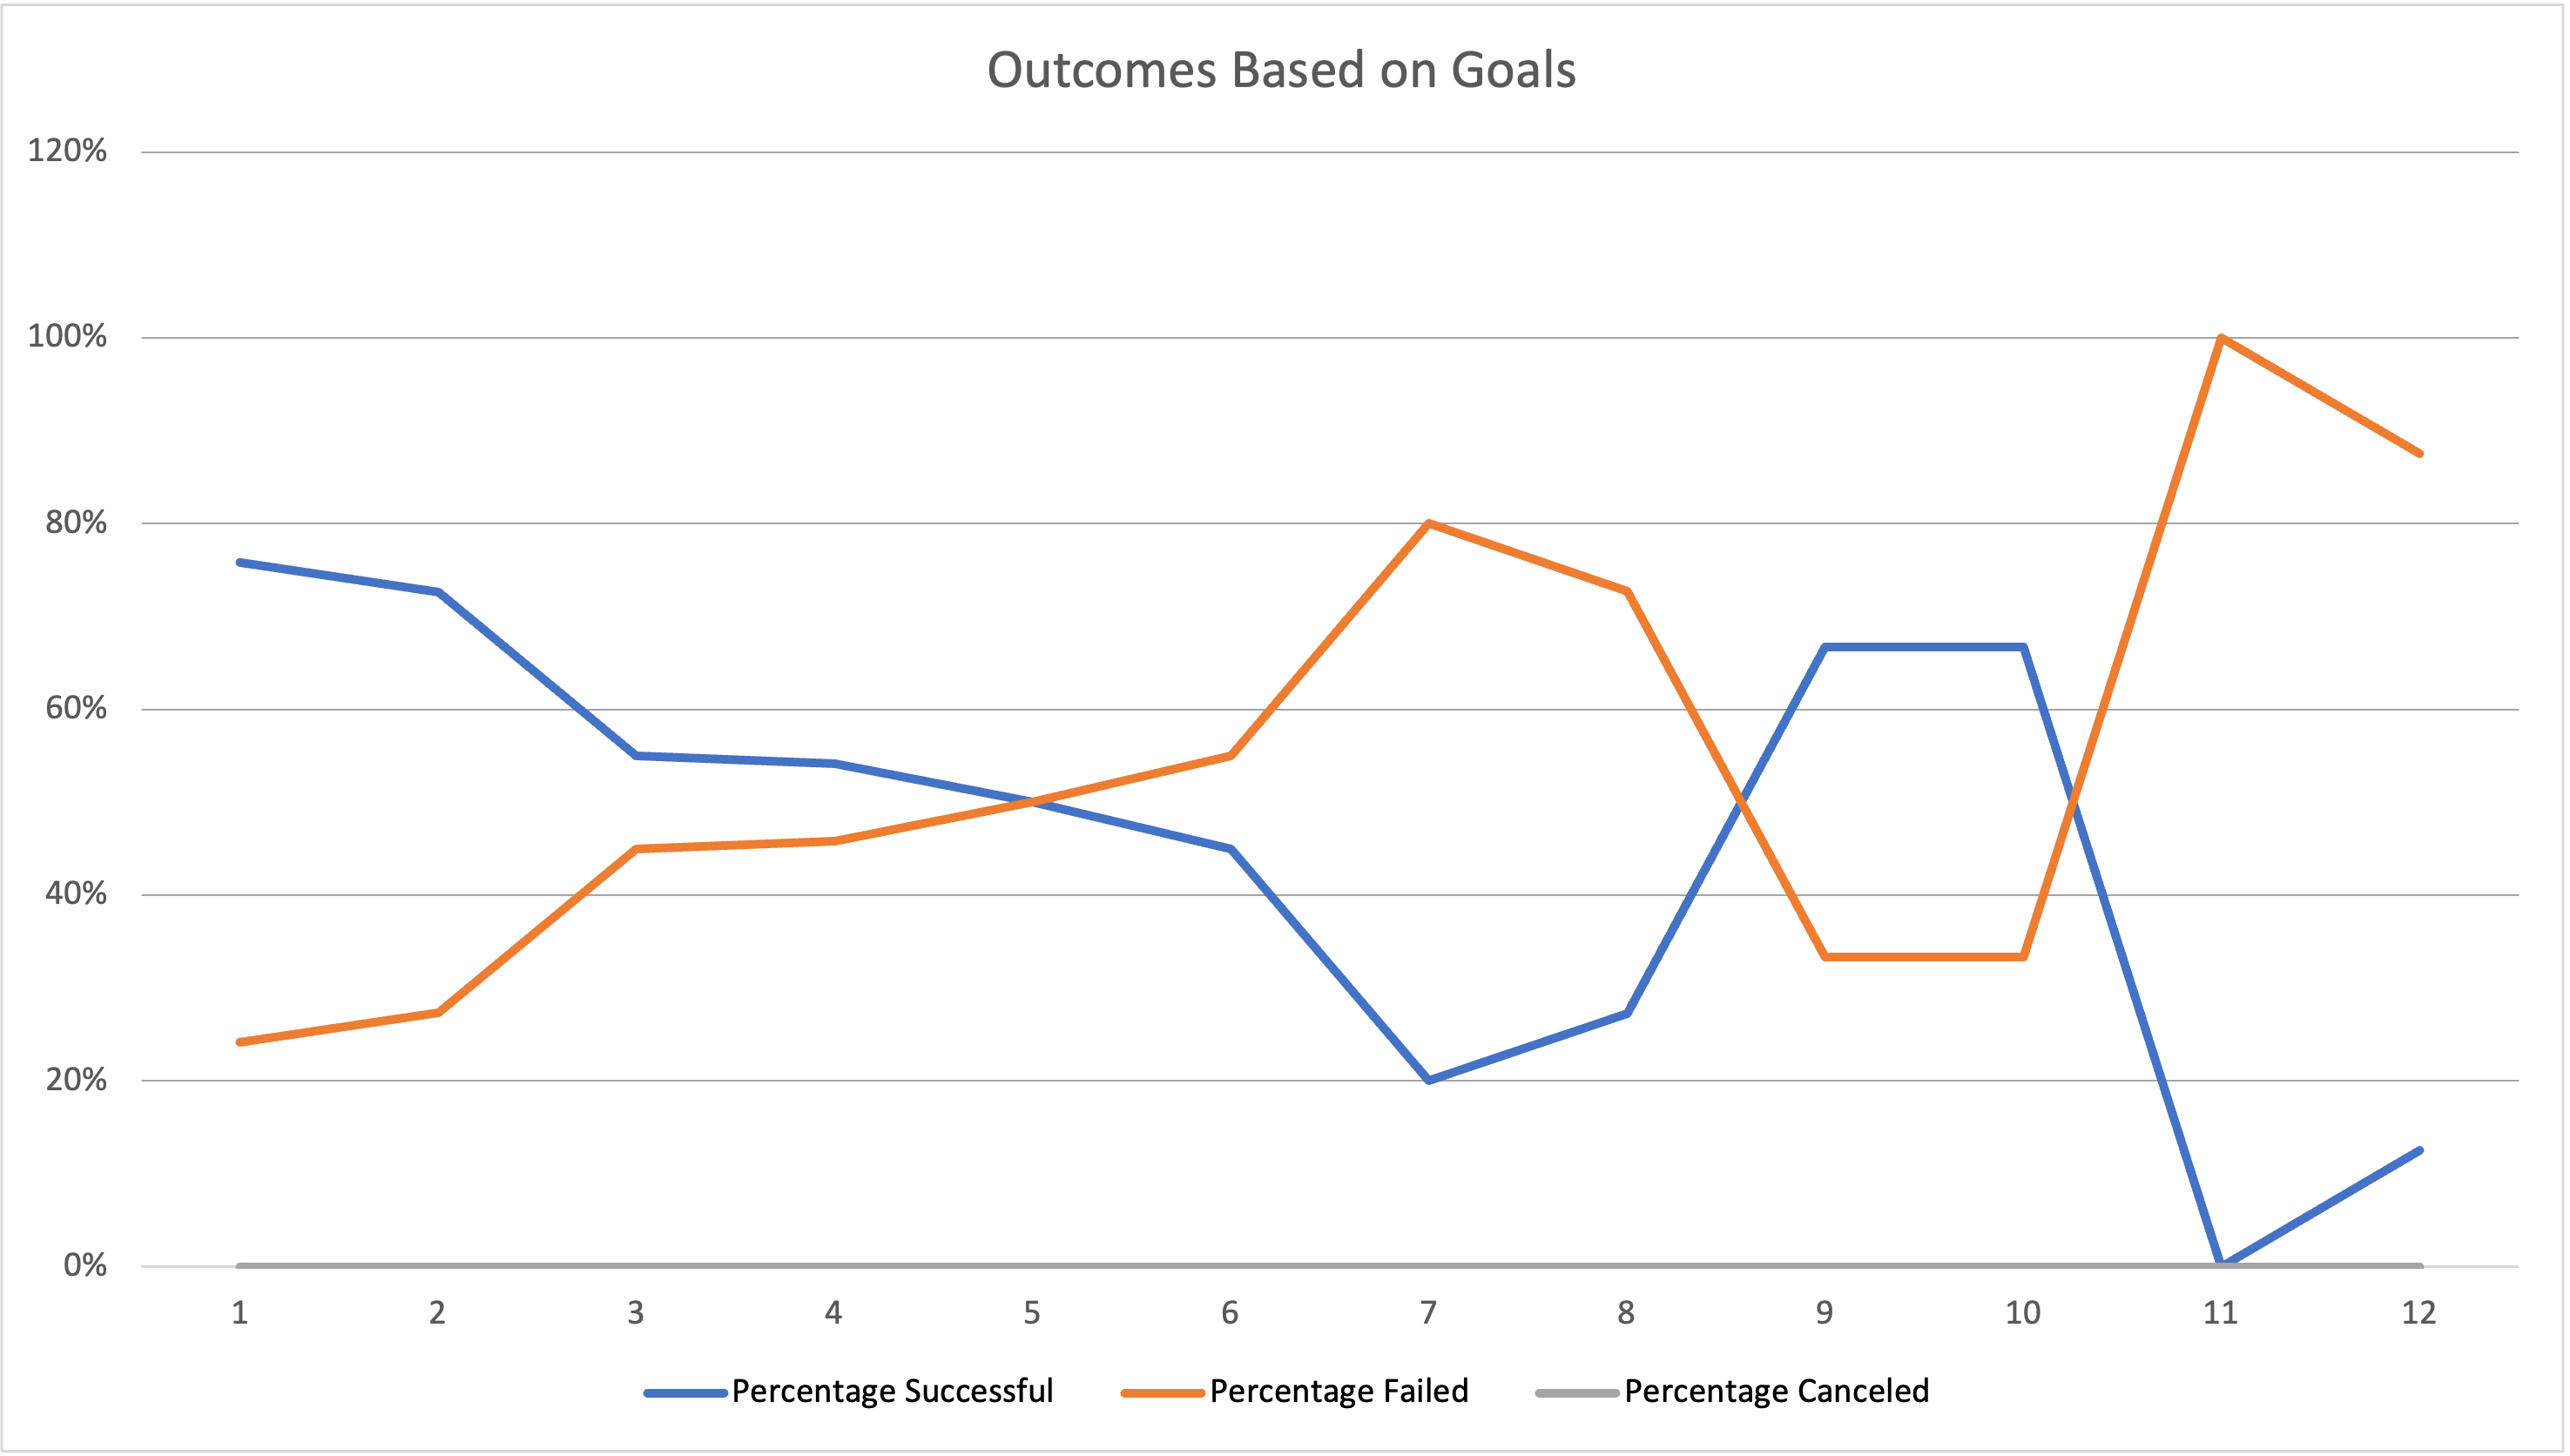 Outcomes Based on Goals
120%
100%
80%
60%
40%
20%
0%
1 2 3 4 5 6 7 8 9 10 11 12
Percentage Successful Percentage Failed Percentage Canceled